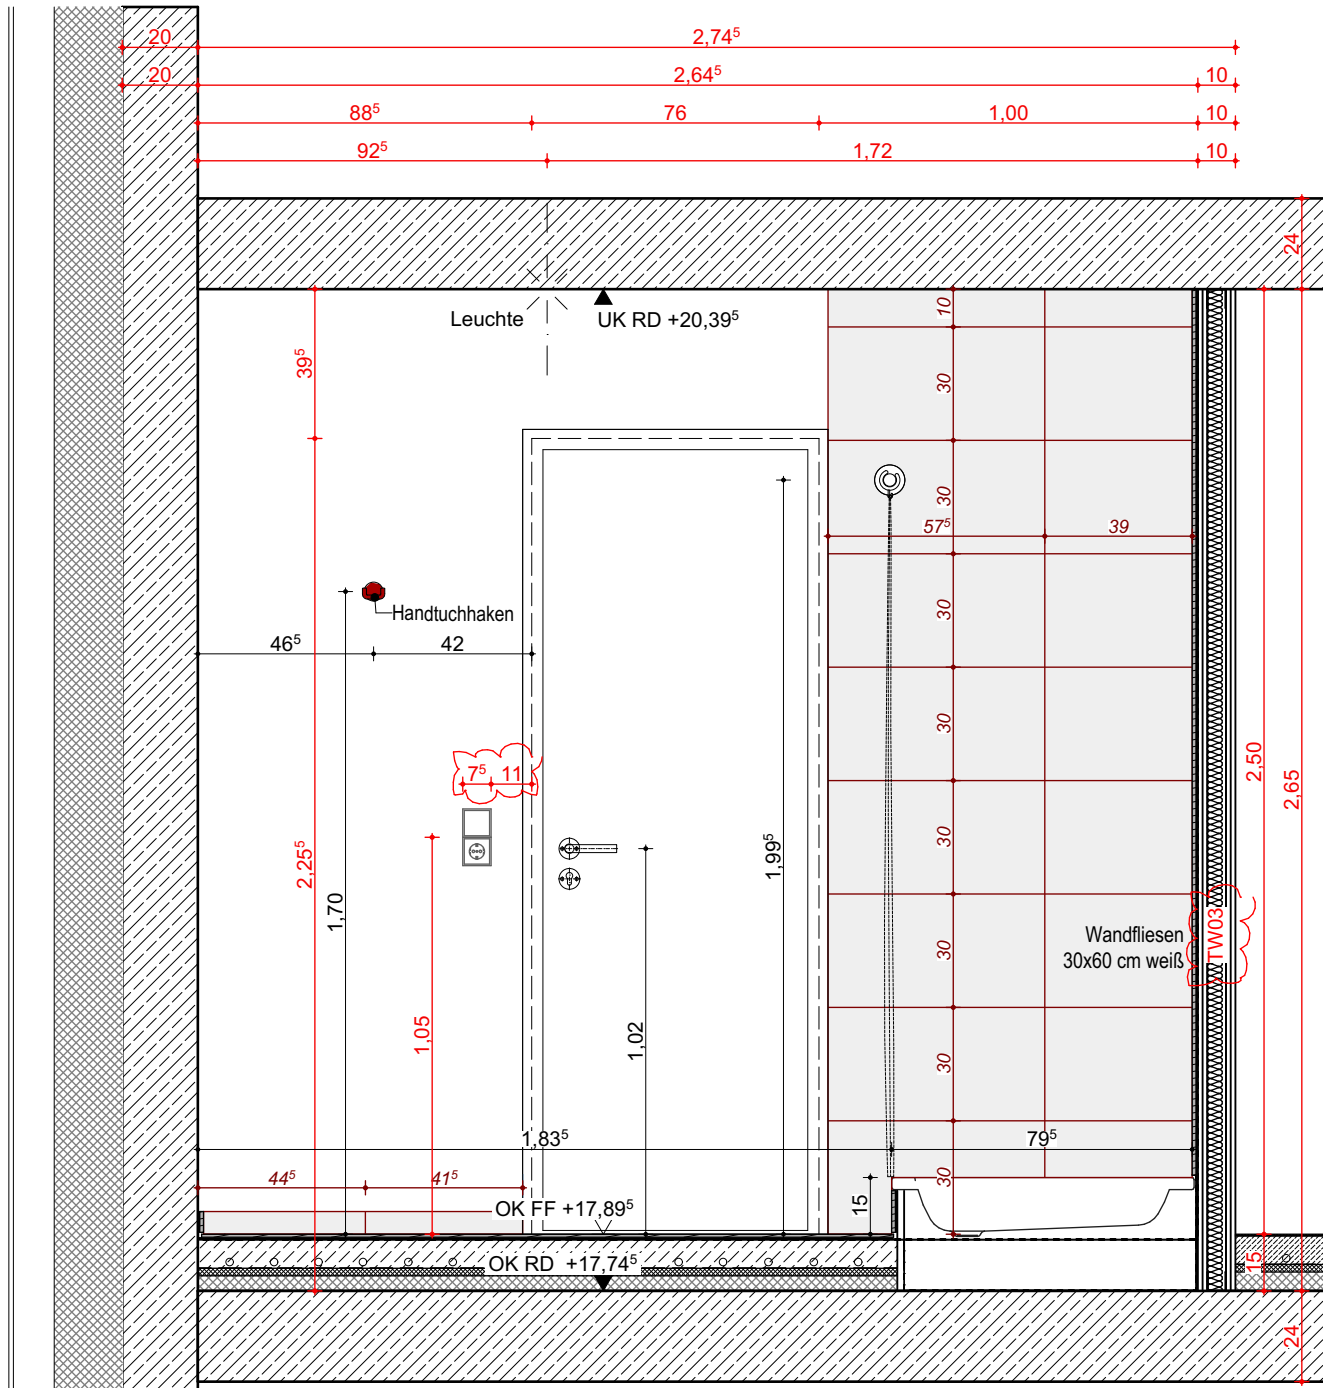 20 2,74⁵
20 2,64⁵ 10
88⁵ 76 1,00 10
92⁵ 1,72 10
24
Leuchte UK RD +20,39⁵
10
39⁵
30
30
57⁵ 39
Handtuchhaken
30
46⁵ 42
30
7⁵ 11
2,50
2,65
30
1,99⁵
2,25⁵
1,70
TW03
Wandfliesen
30x60 cm weiß
30
1,05
1,02
30
1,83⁵ 79⁵
44⁵ 41⁵
30
15
OK FF +17,89⁵
OK RD +17,74⁵
15
24